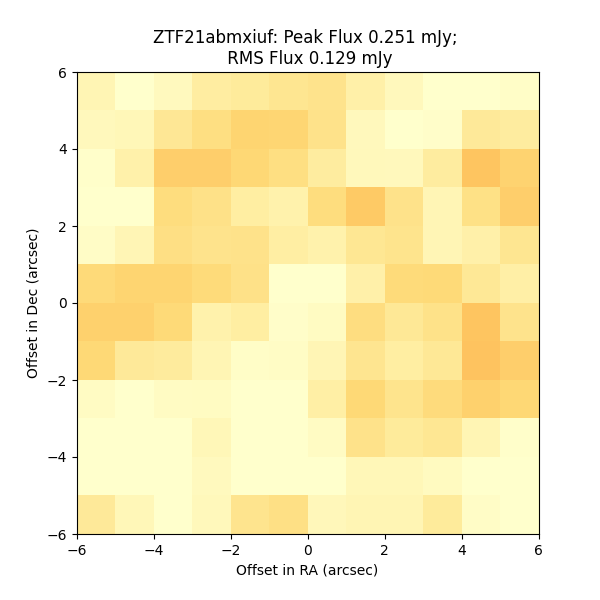 ZTF21abmxiuf: Peak Flux 0.251 mJy;
RMS Flux 0.129 mJy
6
4
2
0
−2
−4
−6
Offset in Dec (arcsec)
−6 −4 −2 0 2 4 6
Offset in RA (arcsec)